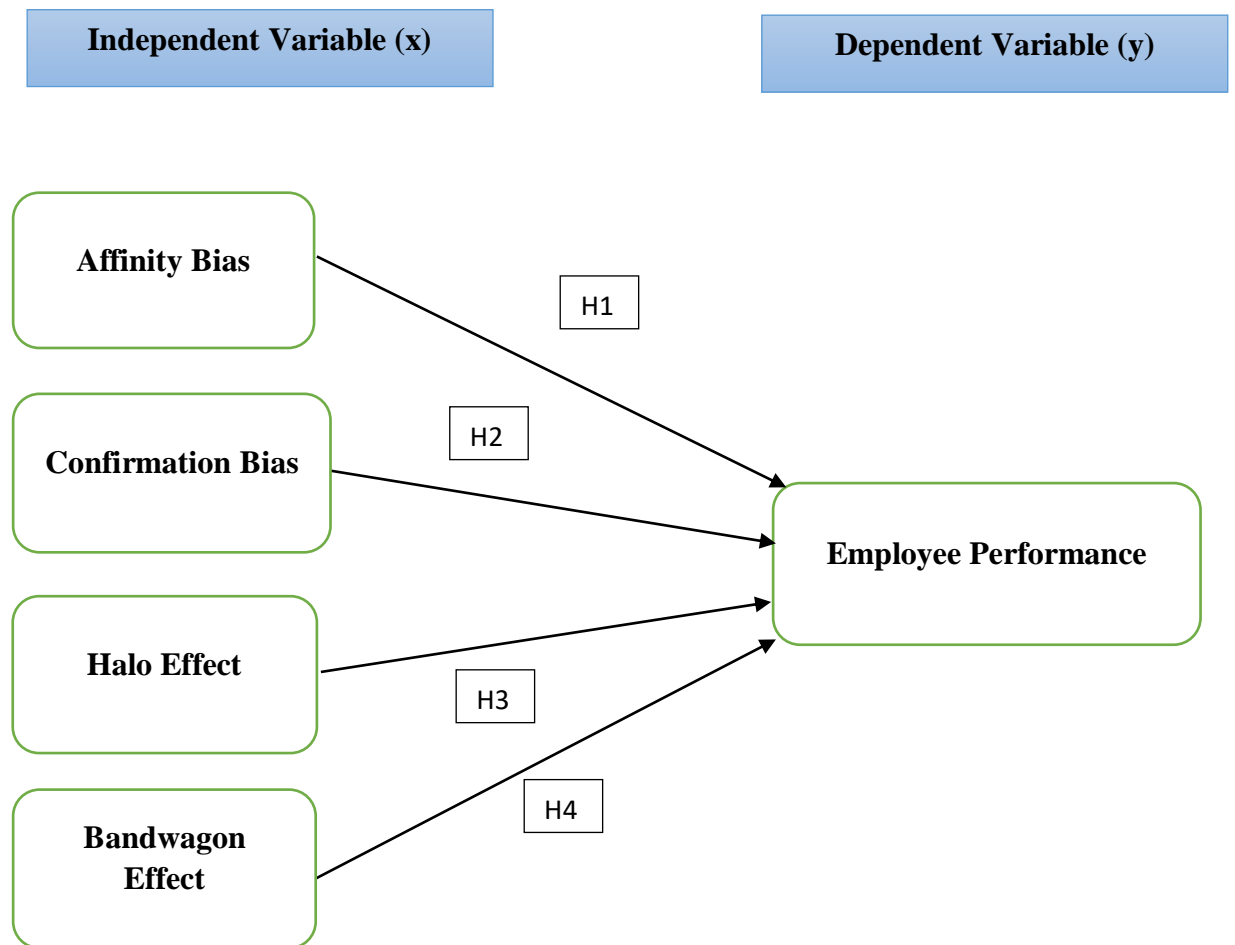 Independent Variable (x)
Dependent Variable (y)
Affinity Bias
H1
Confirmation Bias
H2
Employee Performance
Halo Effect
H3
Bandwagon
Effect
H4